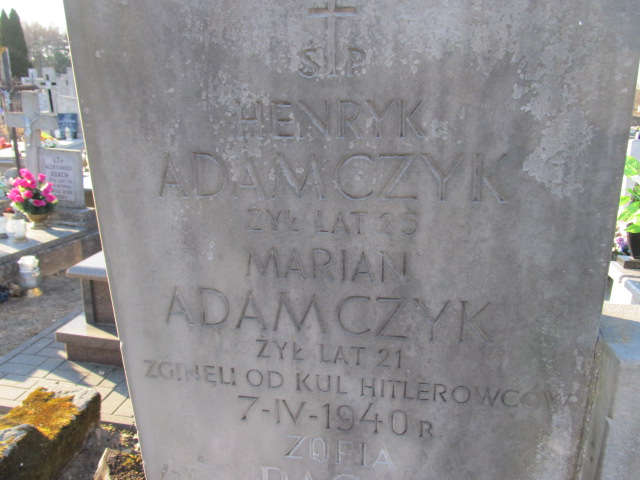 Ś.P.
HENRYK
ADAMCZYK
ŻYŁ LAT 25
MARIAN
ADAMCZYK
ŻYŁ LAT 21
ZGINĘLI OD KUL HITLEROWCÓW
7-IV-1940 R
ZOFIA